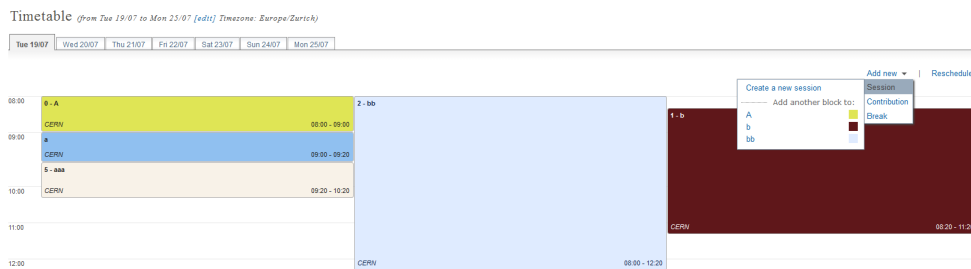 Timetable (from Tue 19/07 to Mon 25/07 [edit] Timezone: Europe/Zurich)
Tue 19/07 Wed 20/07 Thu 21/07 Fri 22/07 Sat 23/07 Sun 24/07 Mon 25/07
Add new | Reschedule
Create a new session
Add another block to:
A
b
bb
Session
Contribution
Break
08:00
0 - A
CERN 08:00 - 09:00
09:00
a
CERN 09:00 - 09:20
5 - aaa
10:00
CERN 09:20 - 10:20
11:00
12:00
2 - bb
CERN 08:00 - 12:20
1 - b
CERN 08:20 - 11:20